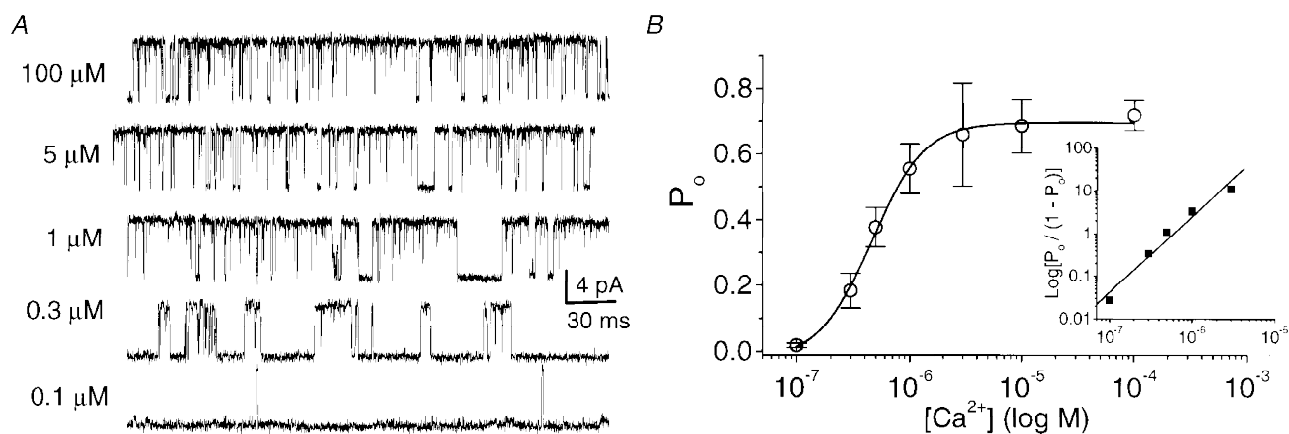 A
100 µM
5 µM
1 µM
0.3 µM
0.1 µM
4 pA
30 ms
B
0.8
0.6
0.4
0.2
0.0
Po
10-7
10-6
10-5
10-4
10-3
[Ca2+] (log M)
100
10
1
0.1
0.01
Log[Po / (1 - Po)]
10-7
10-6
10-5